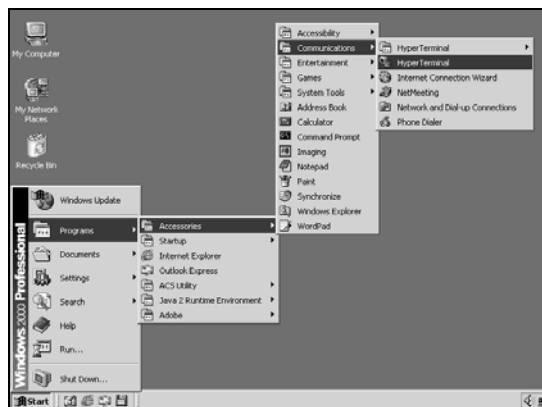 My Computer
My Network
Places
Recycle Bin
Windows 2000 Professional
Windows Update
Programs
Documents
Settings
Search
Help
Run...
Shut Down...
Start
Accessories
Startup
Internet Explorer
Outlook Express
ACS Utility
Java 2 Runtime Environment
Adobe
Accessibility
Communications
Entertainment
Games
System Tools
Address Book
Calculator
Command Prompt
Imaging
Notepad
Paint
Synchronize
Windows Explorer
WordPad
HyperTerminal
HyperTerminal
Internet Connection Wizard
NetMeeting
Network and Dial-up Connections
Phone Dialer